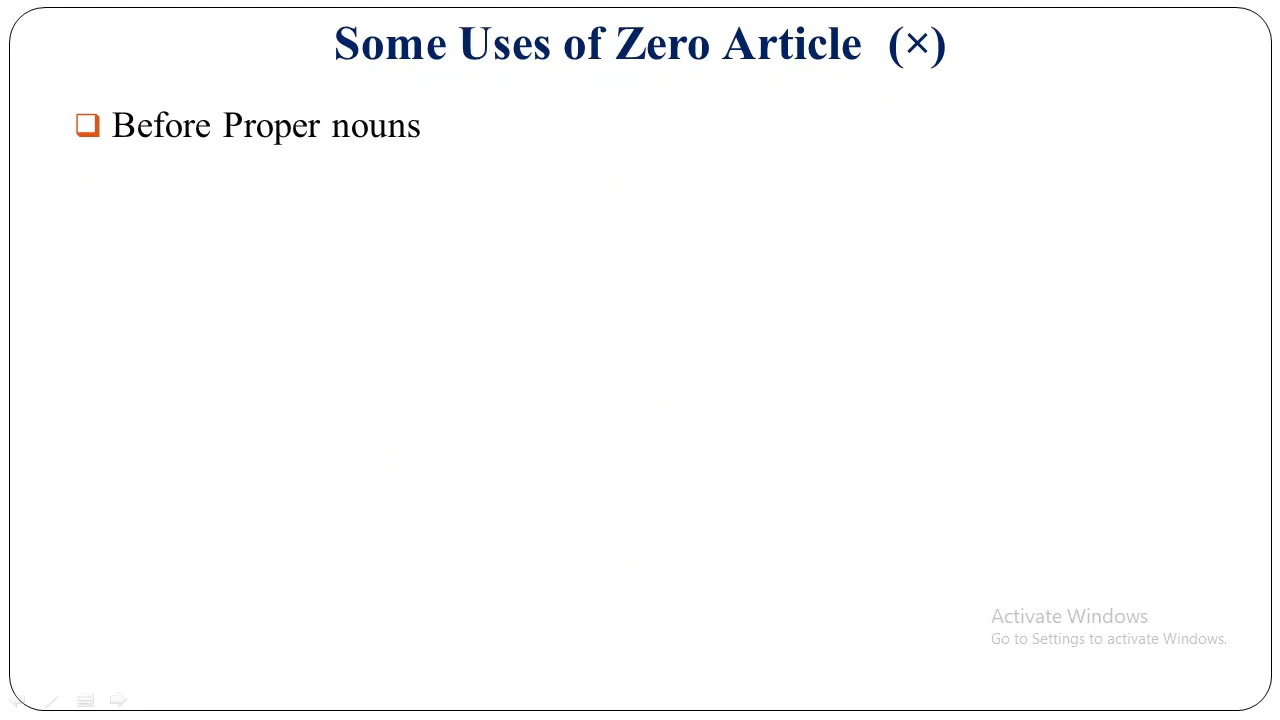 Some Uses of Zero Article (×)
❑ Before Proper nouns
Activate Windows
Go to Settings to activate Windows.